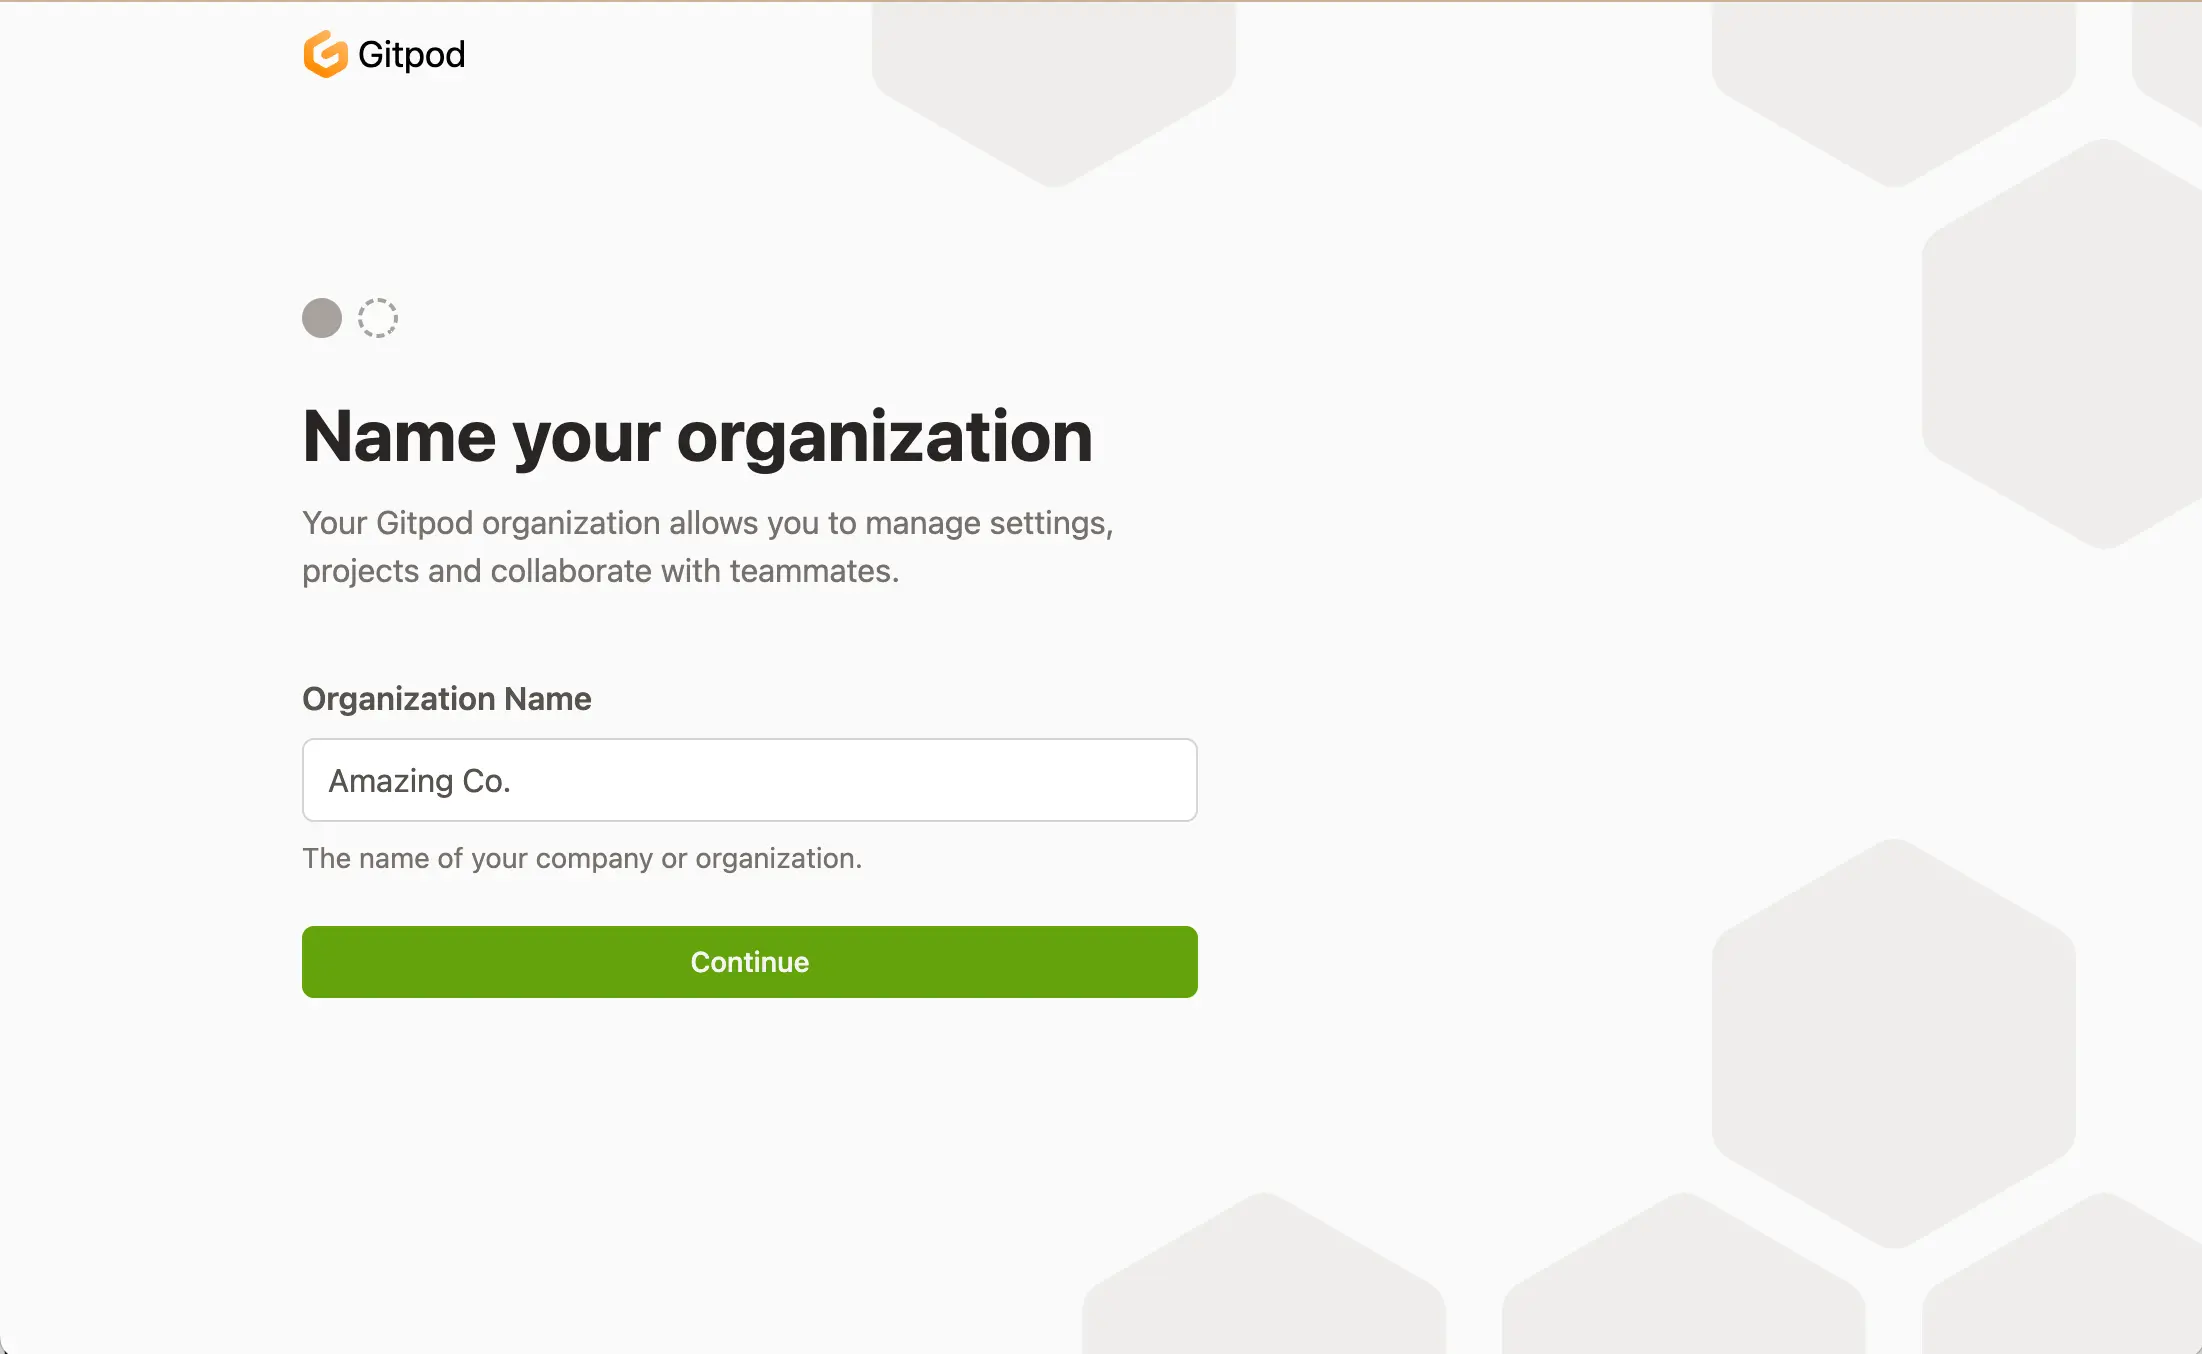 Gitpod
Name your organization
Your Gitpod organization allows you to manage settings,
projects and collaborate with teammates.
Organization Name
Amazing Co.
The name of your company or organization.
Continue